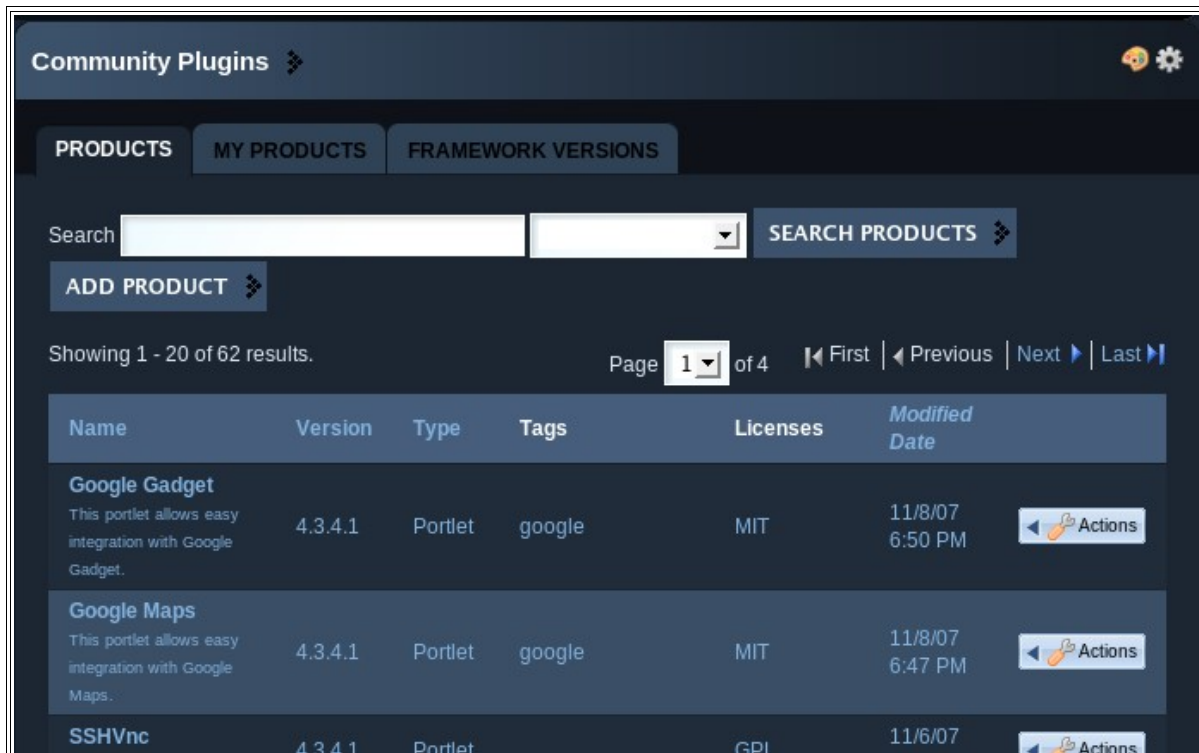 Community Plugins
PRODUCTS MY PRODUCTS FRAMEWORK VERSIONS
Search SEARCH PRODUCTS
ADD PRODUCT
Showing 1 - 20 of 62 results. Page 1 of 4 First Previous Next Last
Name Version Type Tags Licenses Modified
Date
Google Gadget
This portlet allows easy
integration with Google
Gadget.
4.3.4.1 Portlet google MIT 11/8/07
6:50 PM
Actions
Google Maps
This portlet allows easy
integration with Google
Maps.
4.3.4.1 Portlet google MIT 11/8/07
6:47 PM
Actions
SSHVnc
4.3.4.1 Portlet GPL 11/6/07
Actions